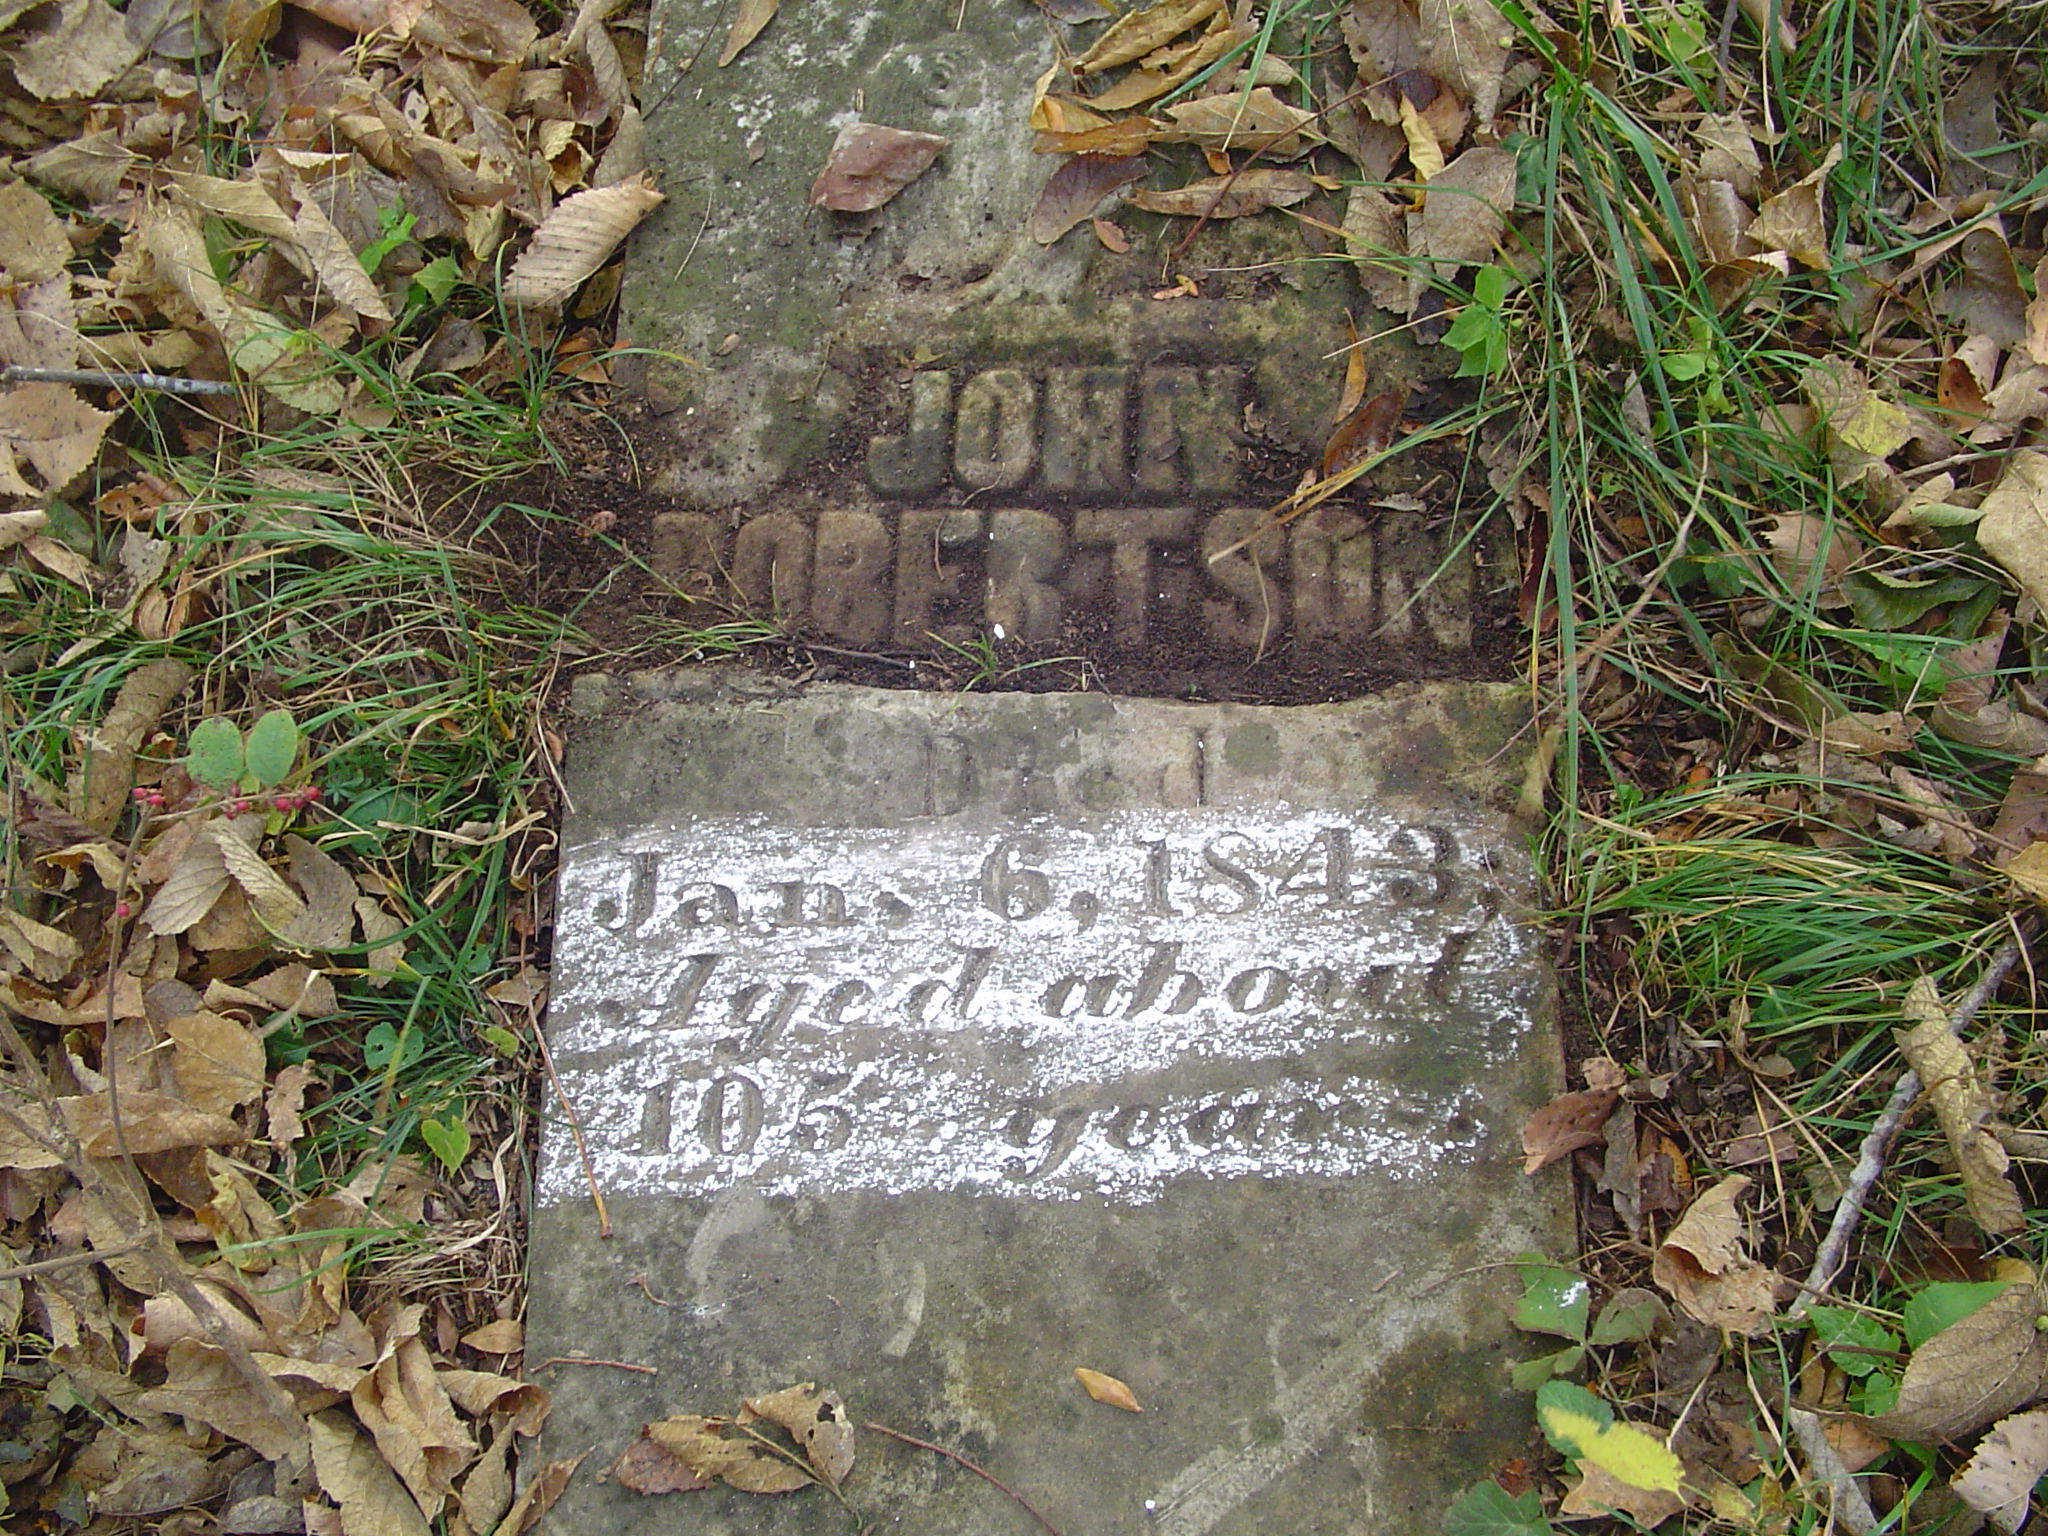 JOHN
ROBERTSON
Died
Jan. 6, 1843,
Aged about
105 years